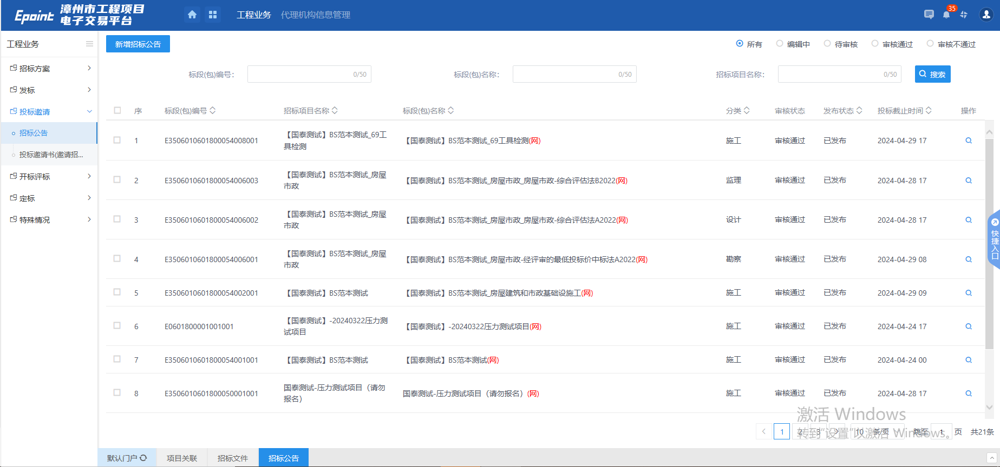 Epoint 漳州市工程项目
电子交易平台
工程业务 代理机构信息管理
35
工程业务
招标方案
发标
投标邀请
招标公告
投标邀请书(邀请招...
开标评标
定标
特殊情况
新增招标公告
所有 编辑中 待审核 审核通过 审核不通过
标段(包)编号： 0/50 标段(包)名称： 0/50 招标项目名称： 0/50 搜索
序 标段(包)编号 招标项目名称 标段(包)名称 分类 审核状态 发布状态 投标截止时间 操作
1 E3506010601800054008001 【国泰测试】BS范本测试_69工
具检测 【国泰测试】BS范本测试_69工具检测(网) 施工 审核通过 已发布 2024-04-29 17
2 E3506010601800054006003 【国泰测试】BS范本测试_房屋
市政 【国泰测试】BS范本测试_房屋市政_房屋市政-综合评估法B2022(网) 监理 审核通过 已发布 2024-04-28 17
3 E3506010601800054006002 【国泰测试】BS范本测试_房屋
市政 【国泰测试】BS范本测试_房屋市政_房屋市政-综合评估法A2022(网) 设计 审核通过 已发布 2024-04-28 17
4 E3506010601800054006001 【国泰测试】BS范本测试_房屋
市政 【国泰测试】BS范本测试_房屋市政-经评审的最低投标价中标法A2022(网) 勘察 审核通过 已发布 2024-04-29 08
5 E3506010601800054002001 【国泰测试】BS范本测试 【国泰测试】BS范本测试_房屋建筑和市政基础设施工(网) 施工 审核通过 已发布 2024-04-29 09
6 E0601800001001001 【国泰测试】-20240322压力测
试项目 【国泰测试】-20240322压力测试项目(网) 施工 审核通过 已发布 2024-04-24 17
7 E3506010601800054001001 【国泰测试】BS范本测试 【国泰测试】BS范本测试(网) 施工 审核通过 已发布 2024-04-24 00
8 E3506010601800050001001 国泰测试-压力测试项目（请勿
报名） 国泰测试-压力测试项目（请勿报名）(网) 施工 审核通过 已发布 2024-04-28 17
快捷入口
激活 Windows
转到"设置"以激活 Windows。
1 2 3 10 条/页 跳至 1 页 共21条
默认门户 项目关联 招标文件 招标公告